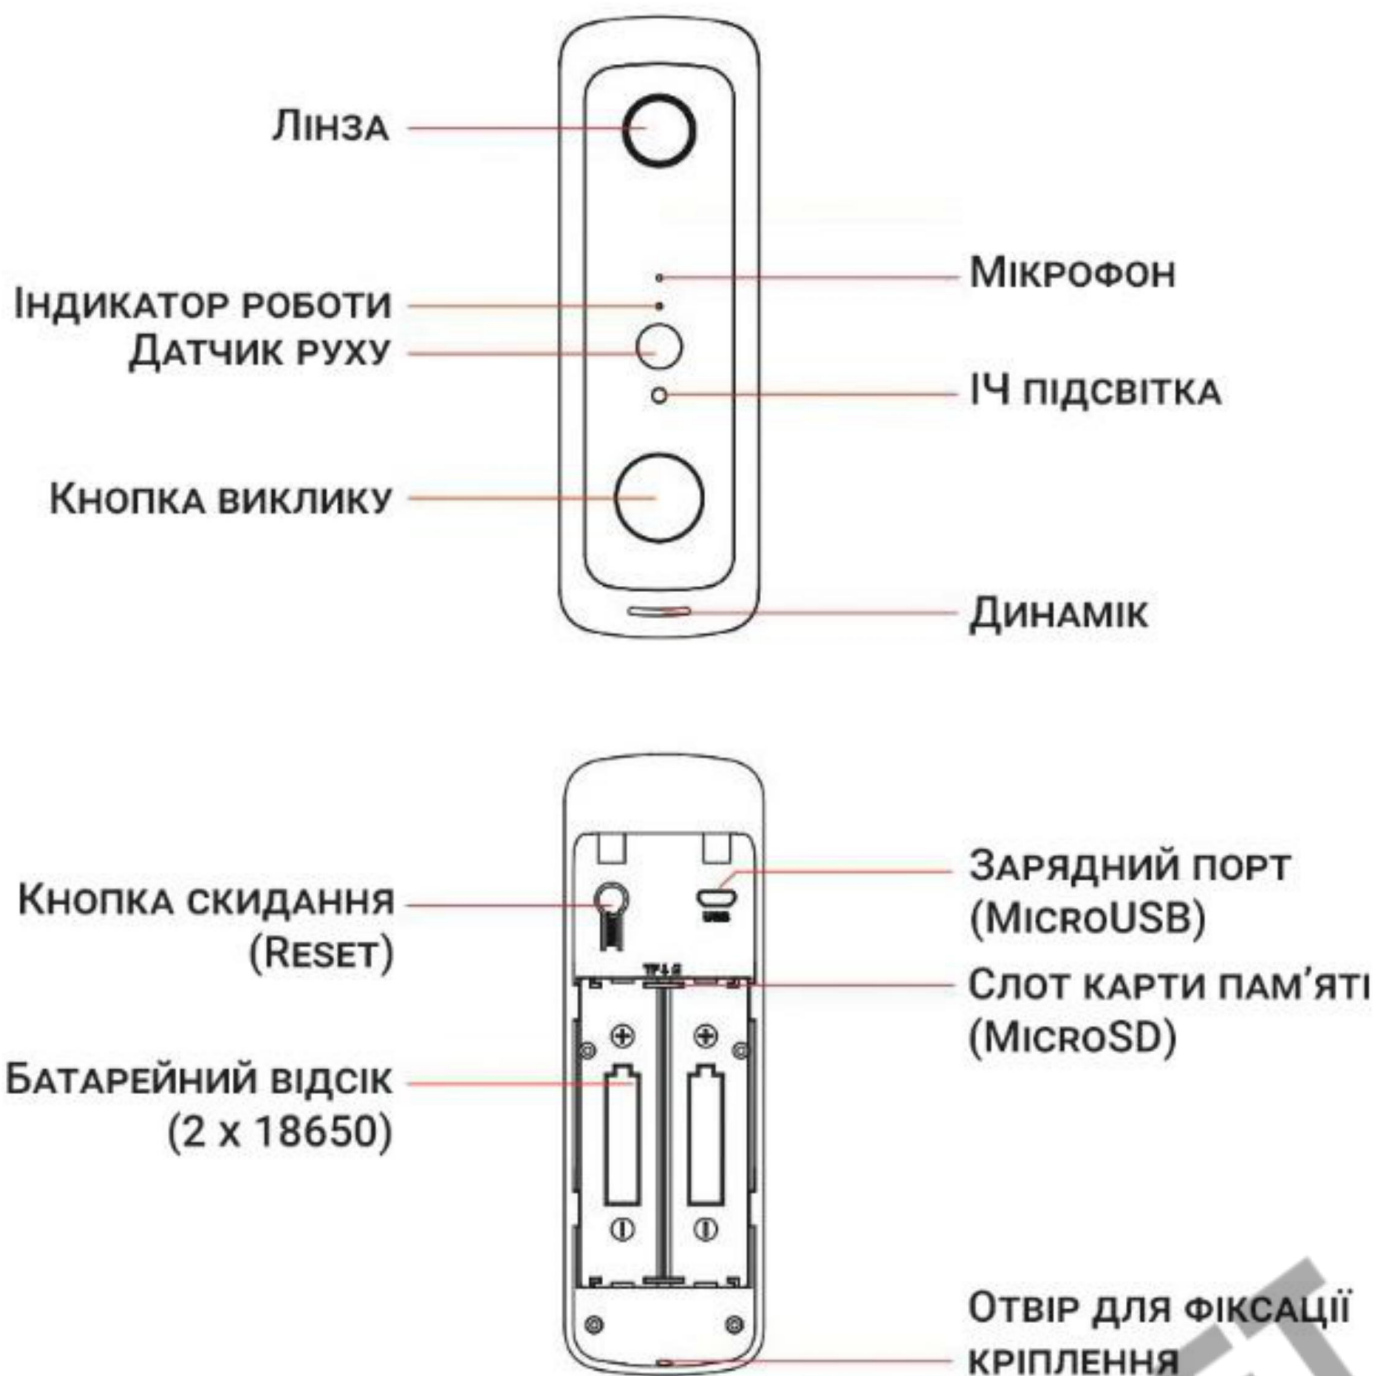 Лінза
Мікрофон
Індикатор роботи
Датчик руху
ІЧ підсвітка
Кнопка виклику
Динамік
Зарядний порт
(MicroUSB)
Кнопка скидання
(Reset)
USB
Слот карти пам’яті
(MicroSD)
Батарейний відсік
(2 x 18650)
Отвір для фіксації
кріплення